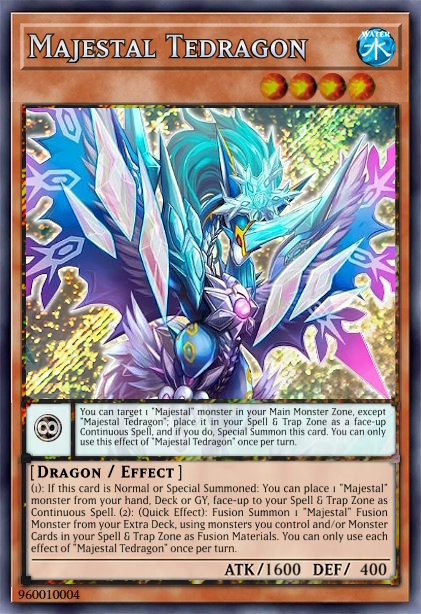 Majestal Tedragon
WATER
水
You can target 1 "Majestal" monster in your Main Monster Zone, except
"Majestal Tedragon"; place it in your Spell & Trap Zone as a face-up
Continuous Spell, and if you do, Special Summon this card. You can only
use this effect of "Majestal Tedragon" once per turn.
[ Dragon / Effect ]
(1): If this card is Normal or Special Summoned: You can place 1 "Majestal"
monster from your hand, Deck or GY, face-up to your Spell & Trap Zone as
Continuous Spell. (2): (Quick Effect): Fusion Summon 1 "Majestal" Fusion
Monster from your Extra Deck, using monsters you control and/or Monster
Cards in your Spell & Trap Zone as Fusion Materials. You can only use each
effect of "Majestal Tedragon" once per turn.
ATK/1600 DEF/ 400
960010004